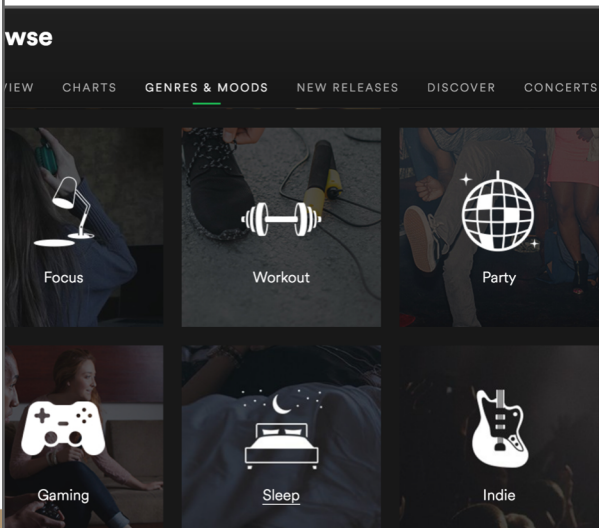 wse
VIEW CHARTS GENRES & MOODS NEW RELEASES DISCOVER CONCERTS
Focus Workout Party
Gaming Sleep Indie